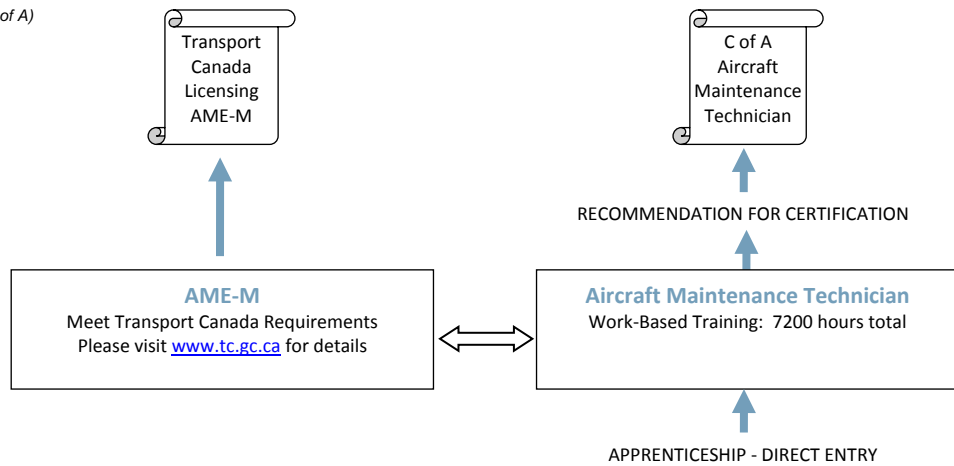 of A)
Transport
Canada
Licensing
AME-M
C of A
Aircraft
Maintenance
Technician
RECOMMENDATION FOR CERTIFICATION
AME-M
Meet Transport Canada Requirements
Please visit www.tc.gc.ca for details
Aircraft Maintenance Technician
Work-Based Training: 7200 hours total
APPRENTICESHIP - DIRECT ENTRY